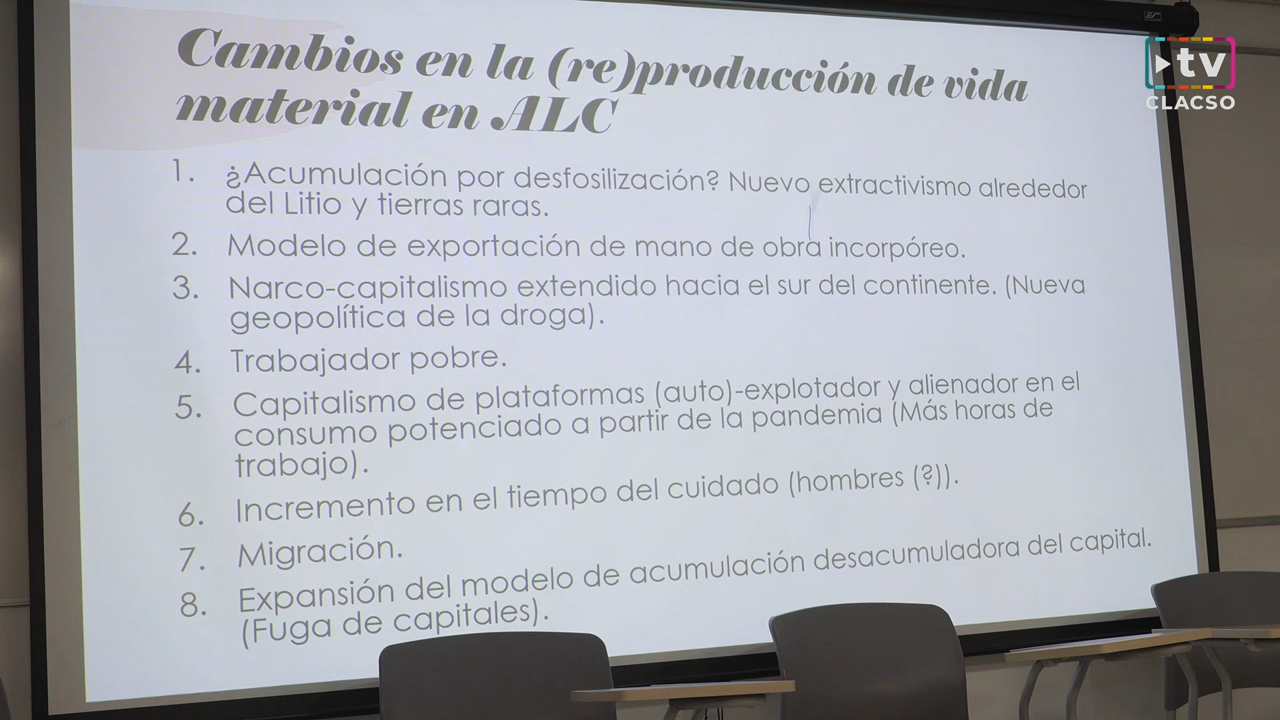 Cambios en la (re)producción de vida
material en ALC
1. ¿Acumulación por desfosilización? Nuevo extractivismo alrededor
del Litio y tierras raras.
2. Modelo de exportación de mano de obra incorpóreo.
3. Narco-capitalismo extendido hacia el sur del continente. (Nueva
geopolítica de la droga).
4. Trabajador pobre.
5. Capitalismo de plataformas (auto)-explotador y alienador en el
consumo potenciado a partir de la pandemia (Más horas de
trabajo).
6. Incremento en el tiempo del cuidado (hombres (?)).
7. Migración.
8. Expansión del modelo de acumulación desacumuladora del capital.
(Fuga de capitales).
tv
CLACSO